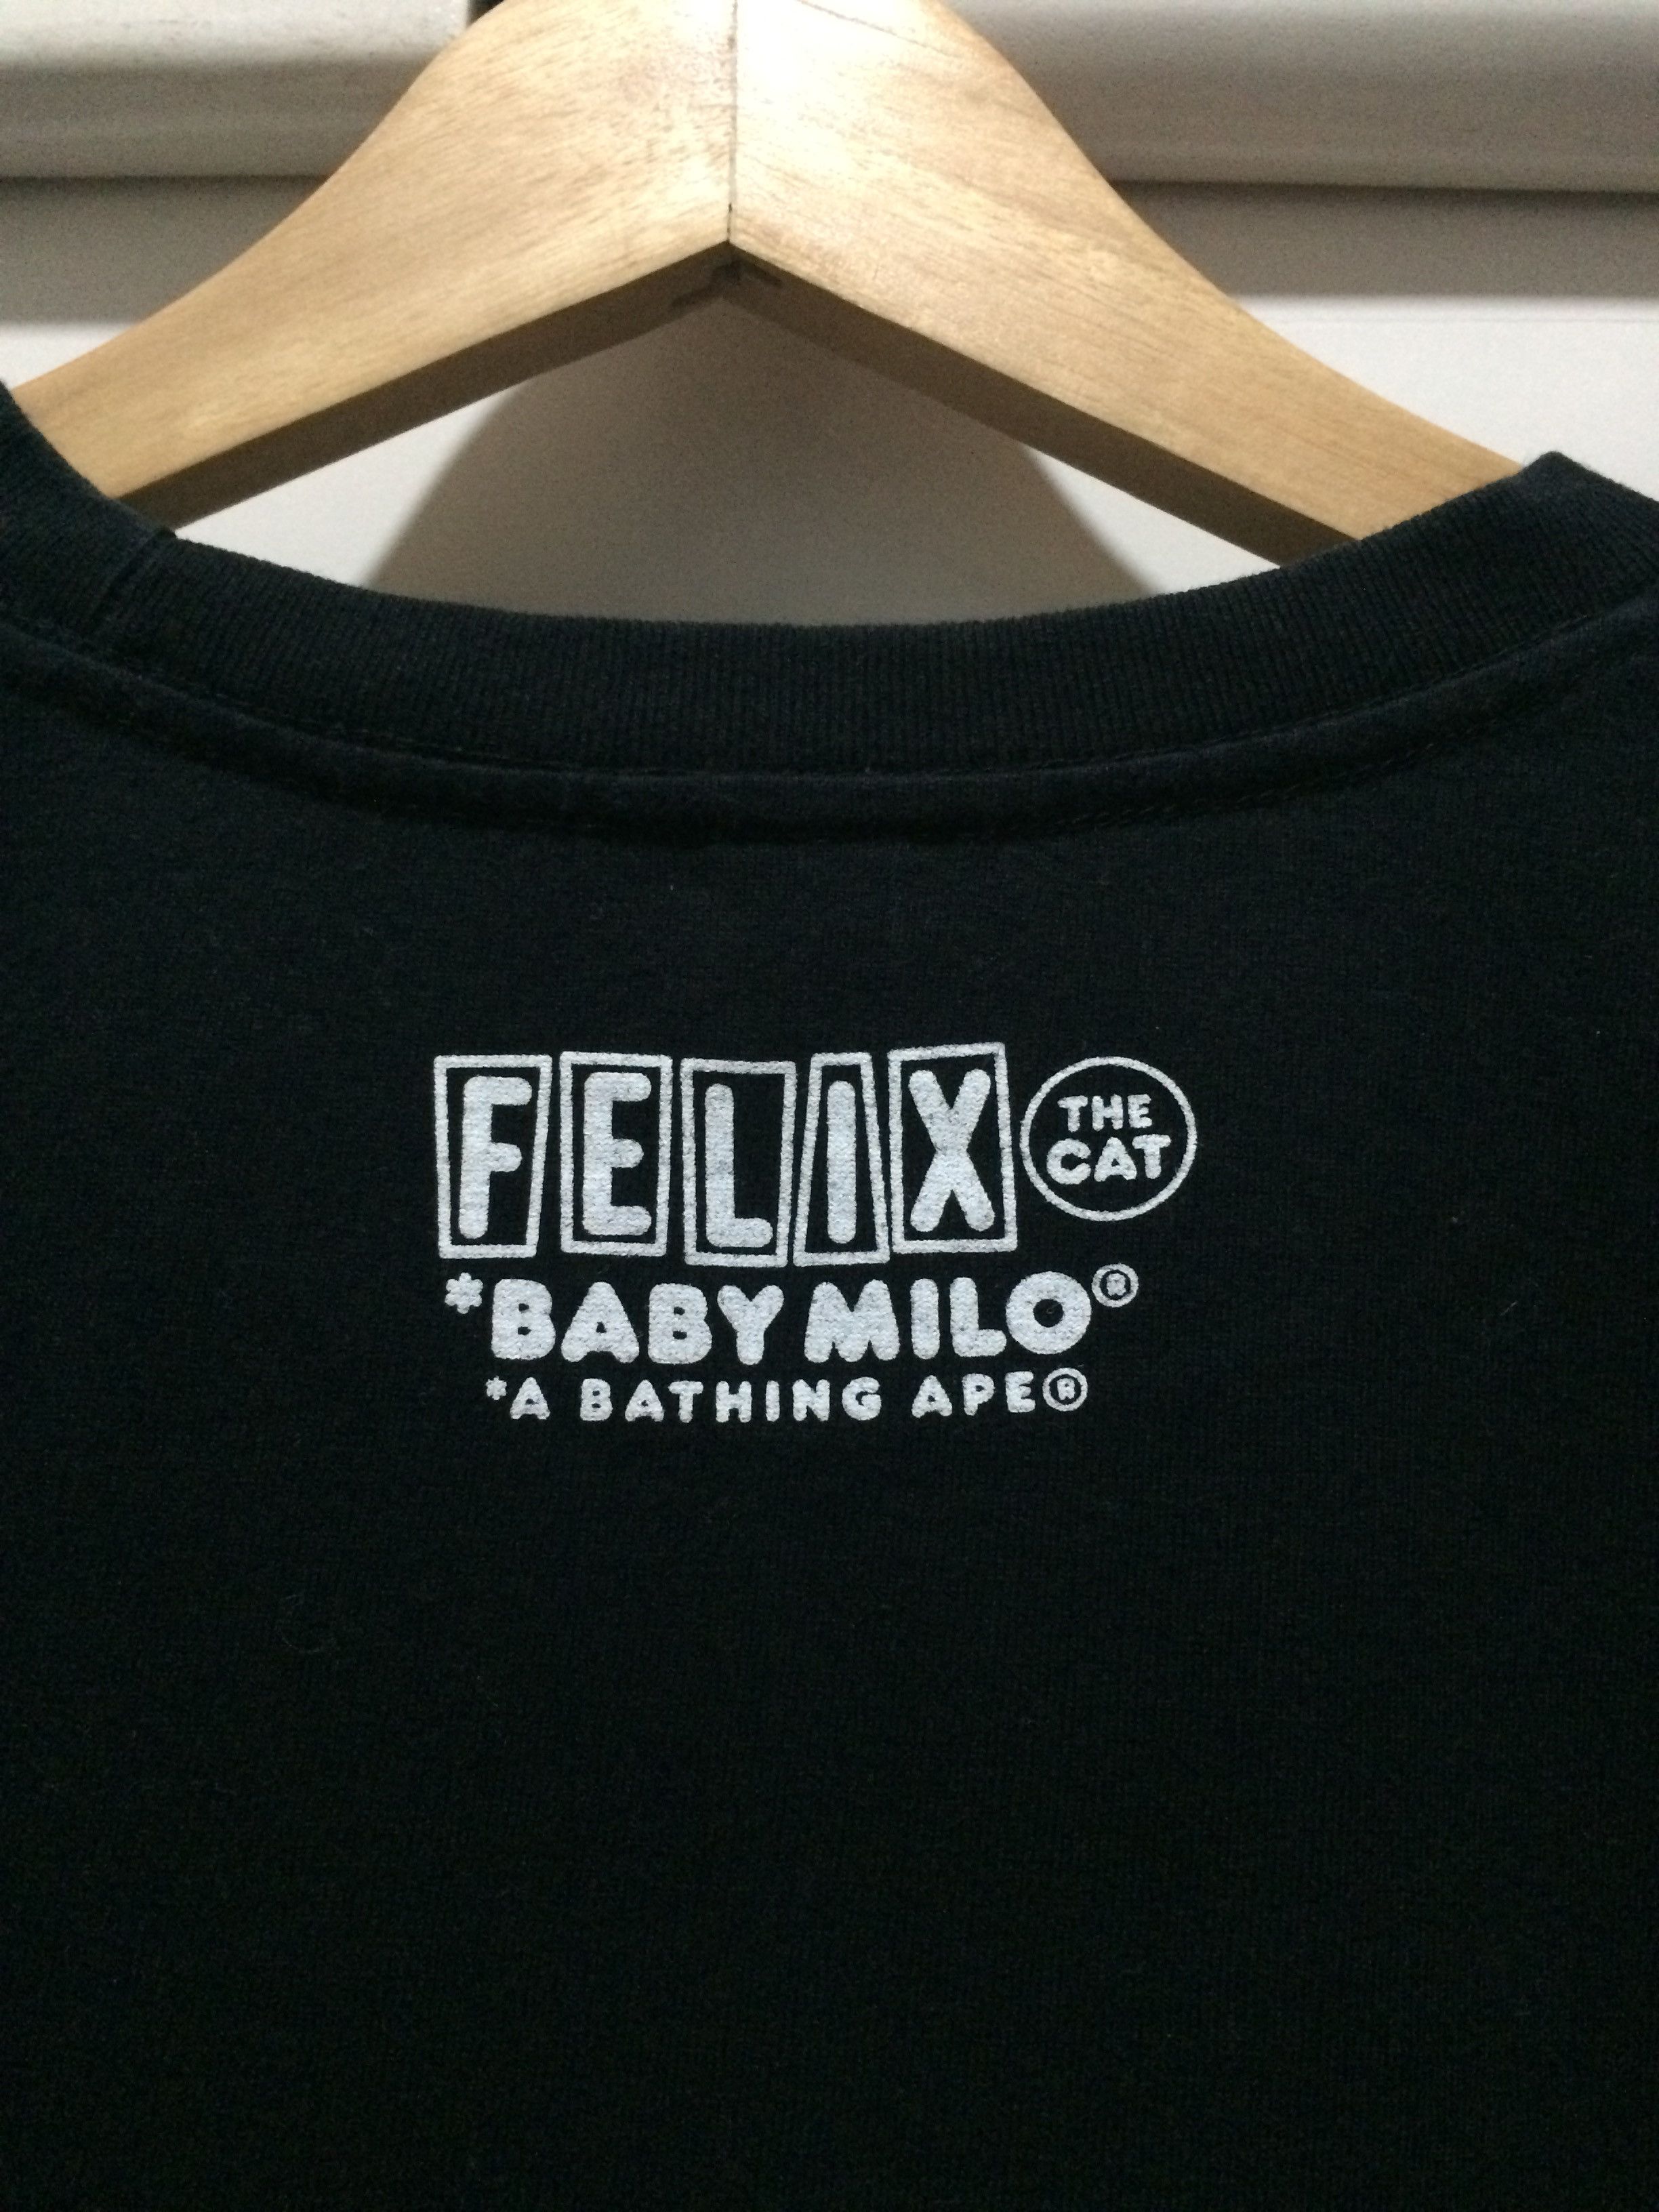 FELIX THE CAT
*BABY MILO®
*A BATHING APE®